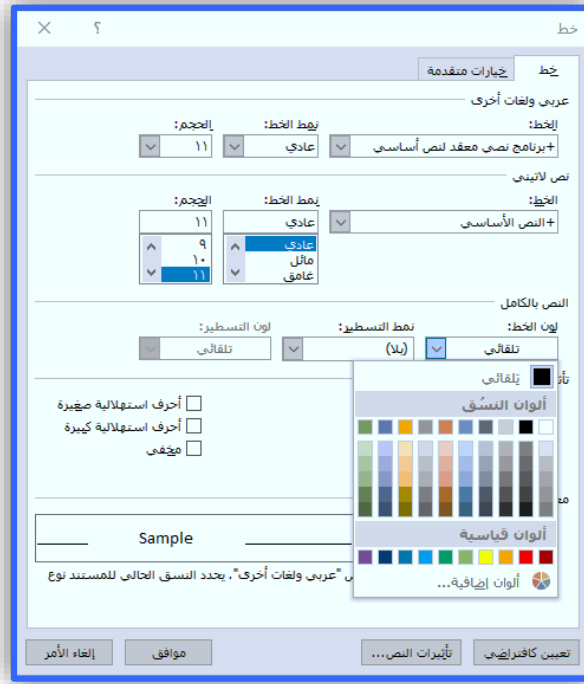 خط
؟
خط
خيارات متقدمة
عربي ولغات أخرى
الخط:
نمط الخط:
الحجم:
+برنامج نصي معقد لنص أساسي
عادي
١١
نص لاتيني
الخط:
نمط الخط:
الحجم:
+النص الأساسي
عادي
١١
عادي
٩
مائل
١٠
غامق
١١
النص بالكامل
لون الخط:
نمط التسطير:
لون التسطير:
تلقائي
(بلا)
تلقائي
تلقائي
ألوان النسُق
أحرف استهلالية صغيرة
أحرف استهلالية كبيرة
مخفي
ألوان قياسية
ألوان إضافية...
Sample
"عربي ولغات أخرى". يحدد النسق الحالي للمستند نوع
تعيين كافتراضي
تأثيرات النص...
موافق
إلغاء الأمر